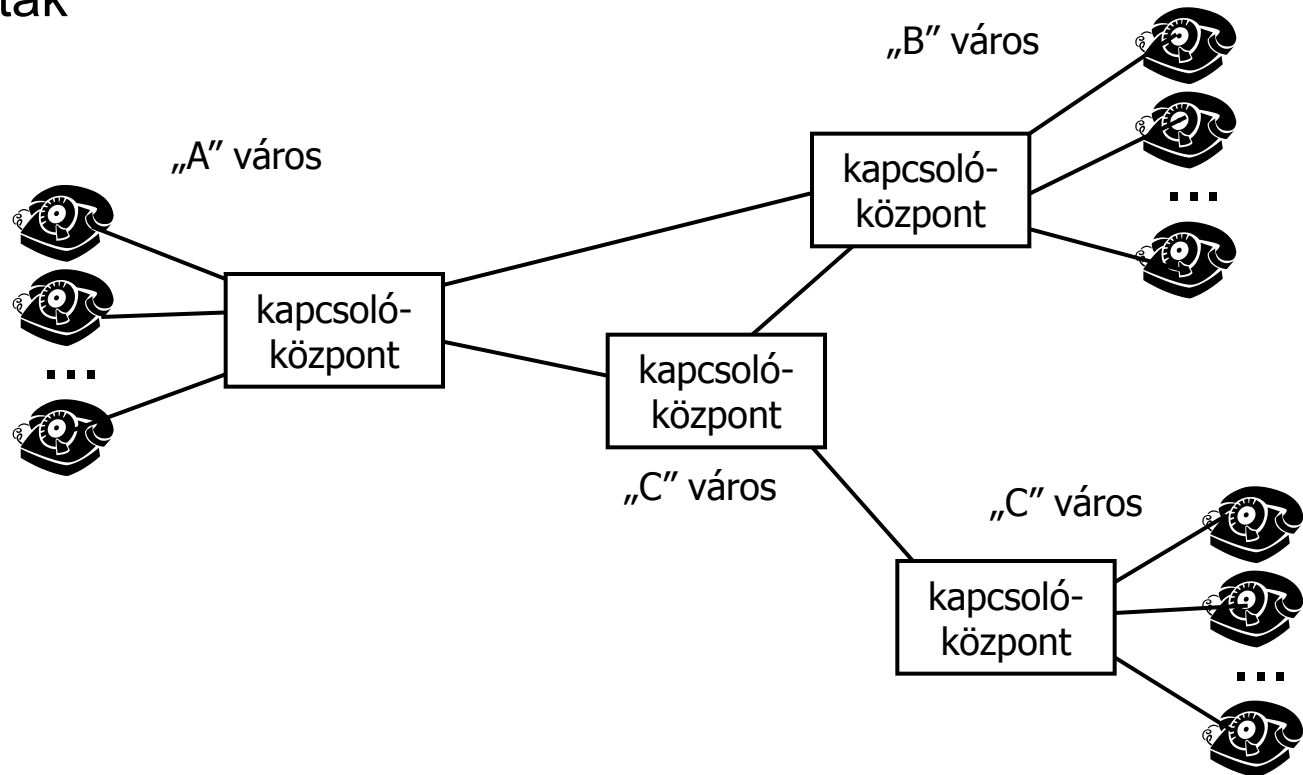 „B” város
„A” város
kapcsoló-
központ
...
kapcsoló-
központ
...
kapcsoló-
központ
„C” város
„C” város
kapcsoló-
központ
...